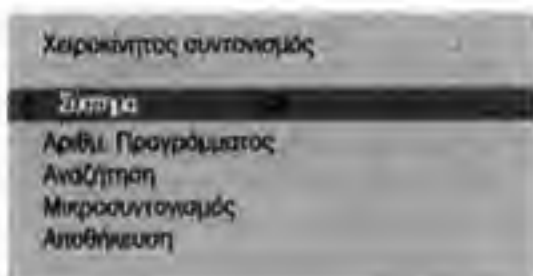 Χειροκίνητος συντονισμός
Σύστημα
Αριθμ. Προγράμματος
Αναζήτηση
Μικροσυντονισμός
Αποθήκευση